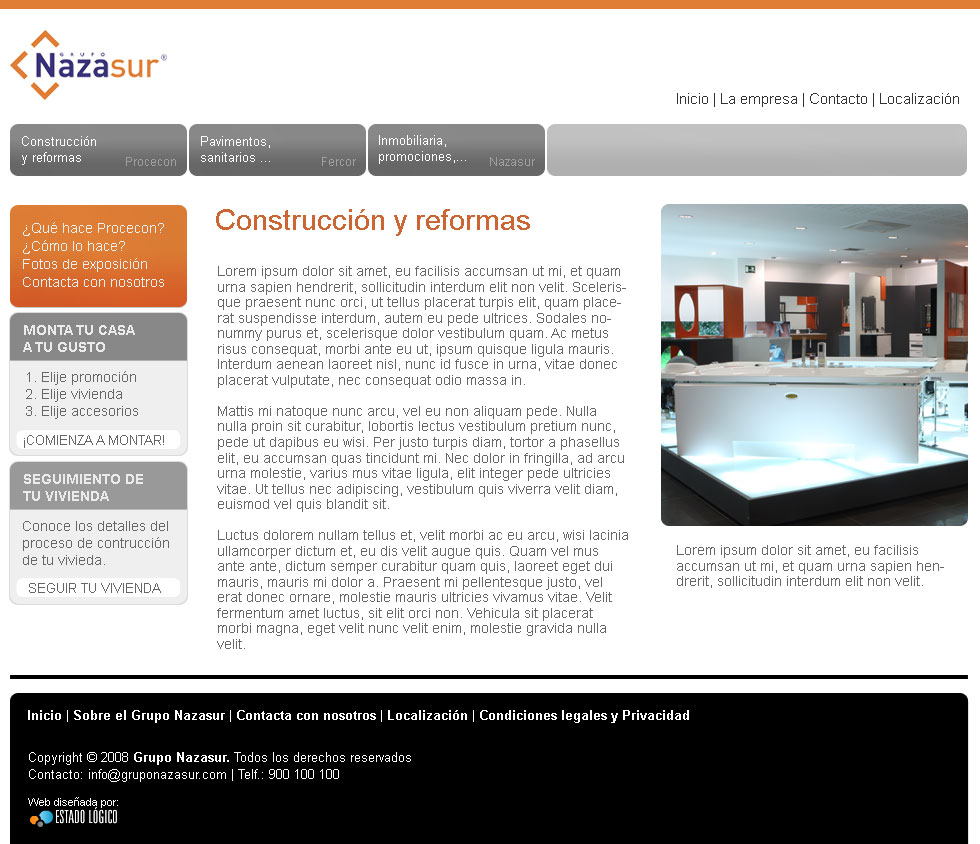 GRUPO
Nazasur®
Inicio | La empresa | Contacto | Localización
Construcción
y reformas
Procecon
Pavimentos,
sanitarios ...
Fercor
Inmobiliaria,
promociones,...
Nazasur
¿Qué hace Procecon?
¿Cómo lo hace?
Fotos de exposición
Contacta con nosotros
MONTA TU CASA
A TU GUSTO
1. Elije promoción
2. Elije vivienda
3. Elije accesorios
¡COMIENZA A MONTAR!
SEGUIMIENTO DE
TU VIVIENDA
Conoce los detalles del
proceso de contrucción
de tu vivieda.
SEGUIR TU VIVIENDA
Construcción y reformas
Lorem ipsum dolor sit amet, eu facilisis accumsan ut mi, et quam
urna sapien hendrerit, sollicitudin interdum elit non velit. Sceleris-
que praesent nunc orci, ut tellus placerat turpis elit, quam place-
rat suspendisse interdum, autem eu pede ultrices. Sodales no-
nummy purus et, scelerisque dolor vestibulum quam. Ac metus
risus consequat, morbi ante eu ut, ipsum quisque ligula mauris.
Interdum aenean laoreet nisl, nunc id fusce in urna, vitae donec
placerat vulputate, nec consequat odio massa in.
Mattis mi natoque nunc arcu, vel eu non aliquam pede. Nulla
nulla proin sit curabitur, lobortis lectus vestibulum pretium nunc,
pede ut dapibus eu wisi. Per justo turpis diam, tortor a phasellus
elit, eu accumsan quas tincidunt mi. Nec dolor in fringilla, ad arcu
urna molestie, varius mus vitae ligula, elit integer pede ultricies
vitae. Ut tellus nec adipiscing, vestibulum quis viverra velit diam,
euismod vel quis blandit sit.
Luctus dolorem nullam tellus et, velit morbi ac eu arcu, wisi lacinia
ullamcorper dictum et, eu dis velit augue quis. Quam vel mus
ante ante, dictum semper curabitur quam quis, laoreet eget dui
mauris, mauris mi dolor a. Praesent mi pellentesque justo, vel
erat donec ornare, molestie mauris ultricies vivamus vitae. Velit
fermentum amet luctus, sit elit orci non. Vehicula sit placerat
morbi magna, eget velit nunc velit enim, molestie gravida nulla
velit.
Lorem ipsum dolor sit amet, eu facilisis
accumsan ut mi, et quam urna sapien hen-
drerit, sollicitudin interdum elit non velit.
Inicio | Sobre el Grupo Nazasur | Contacta con nosotros | Localización | Condiciones legales y Privacidad
Copyright © 2008 Grupo Nazasur. Todos los derechos reservados
Contacto: info@gruponazasur.com | Telf.: 900 100 100
Web diseñada por:
ESTADO LÓGICO